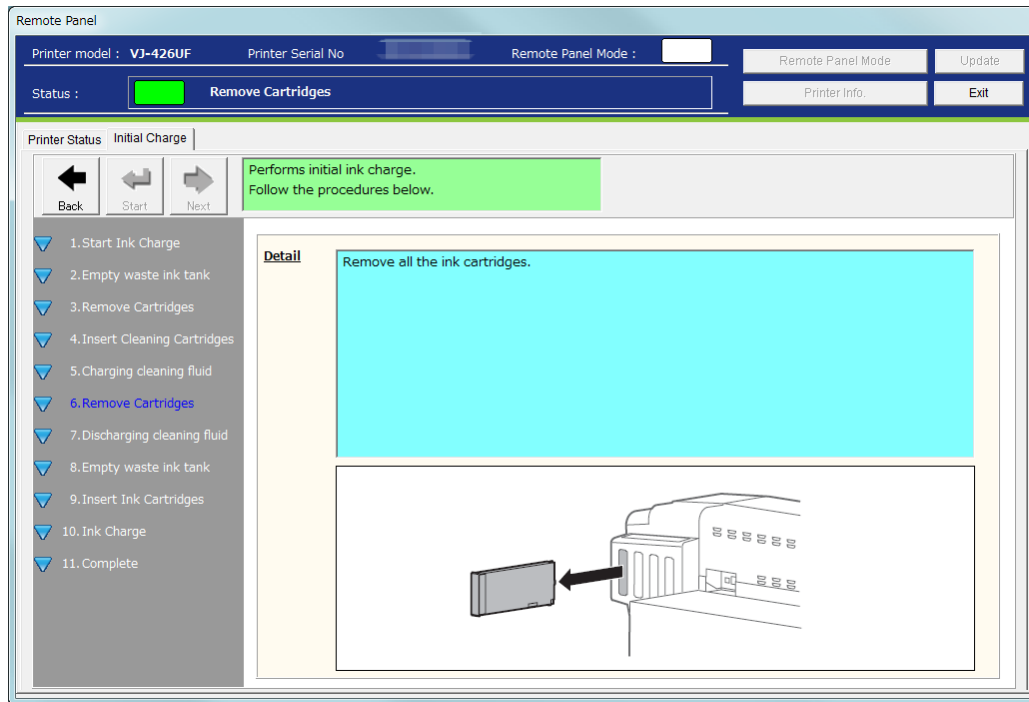 Remote Panel
Printer model : VJ-426UF Printer Serial No Remote Panel Mode :
Remote Panel Mode Update
Status : Remove Cartridges
Printer Info. Exit
Printer Status Initial Charge
Back Start Next
Performs initial ink charge.
Follow the procedures below.
1.Start Ink Charge
2.Empty waste ink tank
3.Remove Cartridges
4.Insert Cleaning Cartridges
5.Charging cleaning fluid
6.Remove Cartridges
7.Discharging cleaning fluid
8.Empty waste ink tank
9.Insert Ink Cartridges
10.Ink Charge
11.Complete
Detail
Remove all the ink cartridges.